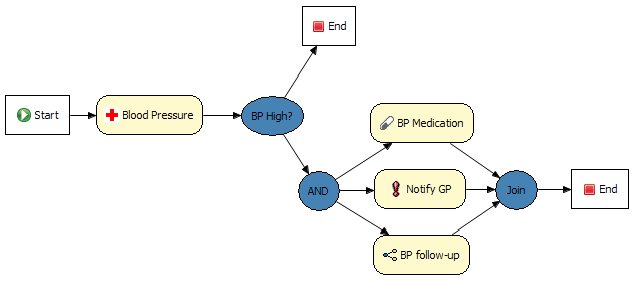 End
Start
Blood Pressure
BP High?
BP Medication
AND
Notify GP
Join
End
BP follow-up